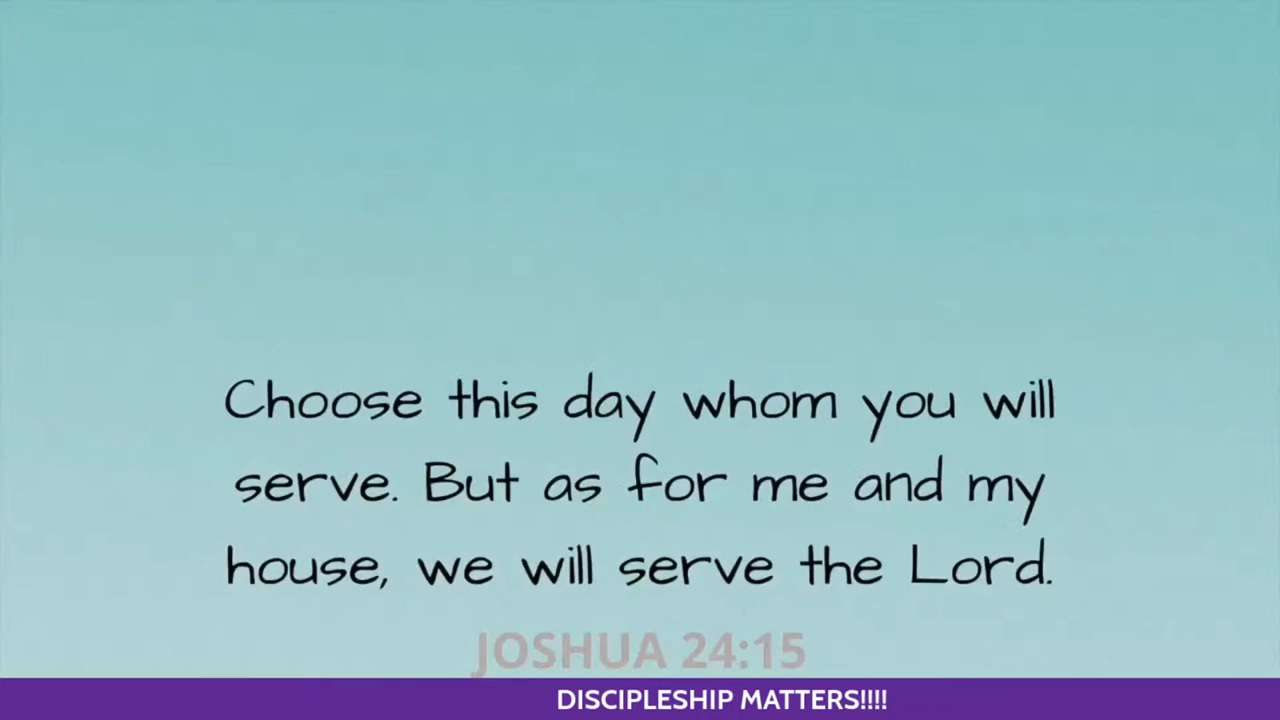 Choose this day whom you will
serve. But as for me and my
house, we will serve the Lord.
JOSHUA 24:15
DISCIPLESHIP MATTERS!!!!